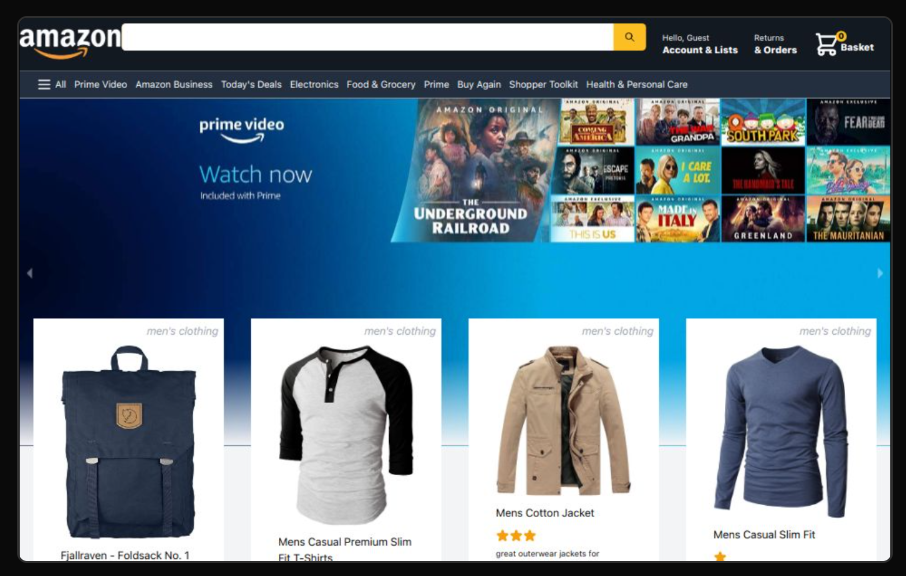 amazon
Hello, Guest
Account & Lists
Returns
& Orders
0
Basket
All Prime Video Amazon Business Today's Deals Electronics Food & Grocery Prime Buy Again Shopper Toolkit Health & Personal Care
prime video
Watch now
Included with Prime
AMAZON ORIGINAL
THE
UNDERGROUND
RAILROAD
AMAZON ORIGINAL
COMING
AMERICA
AMAZON ORIGINAL
GRANDPA
SOUTH PARK
AMAZON EXCLUSIVE
FEAR
DEAD
AMAZON ORIGINAL
ESCAPE
AMAZON ORIGINAL
I CARE
A LOT.
THE HANDMAID'S TALE
AMAZON EXCLUSIVE
THIS IS US
AMAZON ORIGINAL
MADE IN
ITALY
AMAZON ORIGINAL
GREENLAND
AMAZON ORIGINAL
THE MAURITANIAN
men's clothing
Fjallraven - Foldsack No. 1
men's clothing
Mens Casual Premium Slim
Fit T-Shirts
men's clothing
Mens Cotton Jacket
great outerwear jackets for
men's clothing
Mens Casual Slim Fit